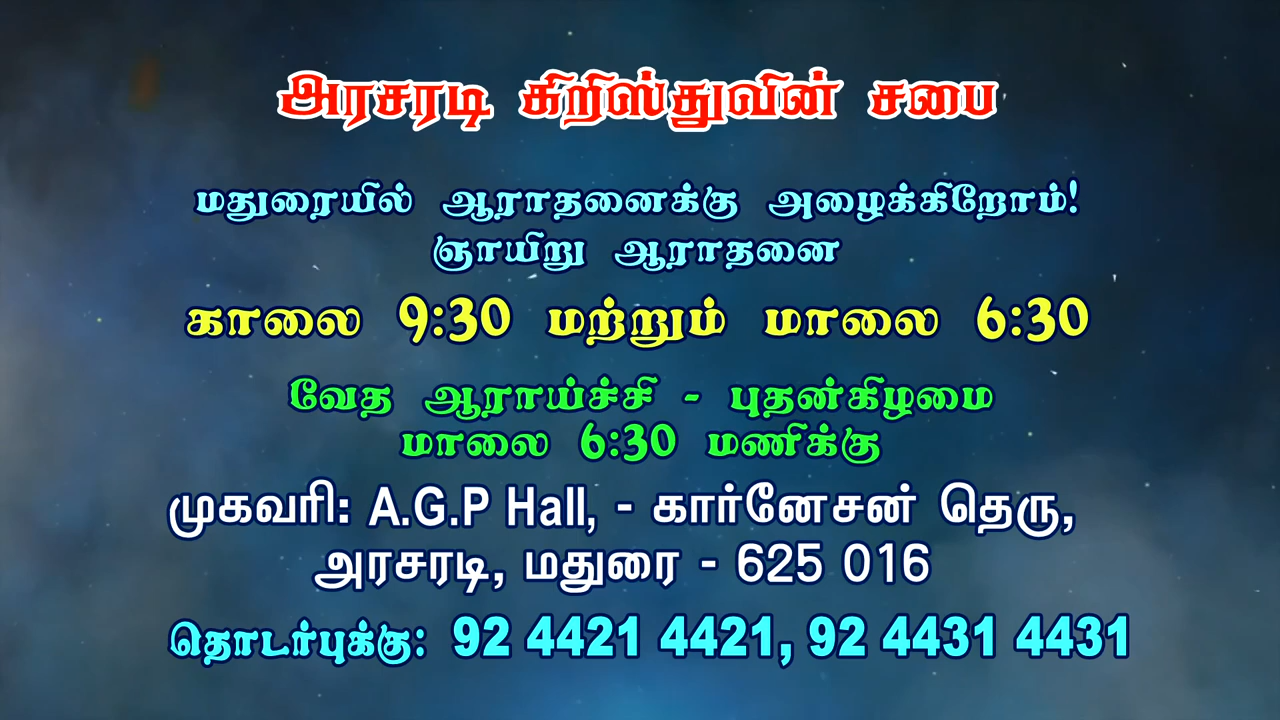 அரசரடி கிறிஸ்துவின் சபை
மதுரையில் ஆராதனைக்கு அழைக்கிறோம்!
ஞாயிறு ஆராதனை
காலை 9:30 மற்றும் மாலை 6:30
வேத ஆராய்ச்சி - புதன்கிழமை
மாலை 6:30 மணிக்கு
முகவரி: A.G.P Hall, - கார்னேசன் தெரு,
அரசரடி, மதுரை - 625 016
தொடர்புக்கு: 92 4421 4421, 92 4431 4431